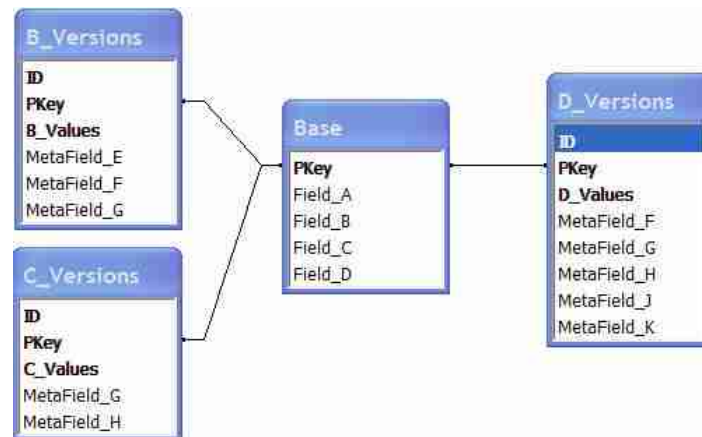 B_Versions
ID
PKey
B_Values
MetaField_E
MetaField_F
MetaField_G
C_Versions
ID
PKey
C_Values
MetaField_G
MetaField_H
Base
PKey
Field_A
Field_B
Field_C
Field_D
D_Versions
ID
PKey
D_Values
MetaField_F
MetaField_G
MetaField_H
MetaField_J
MetaField_K